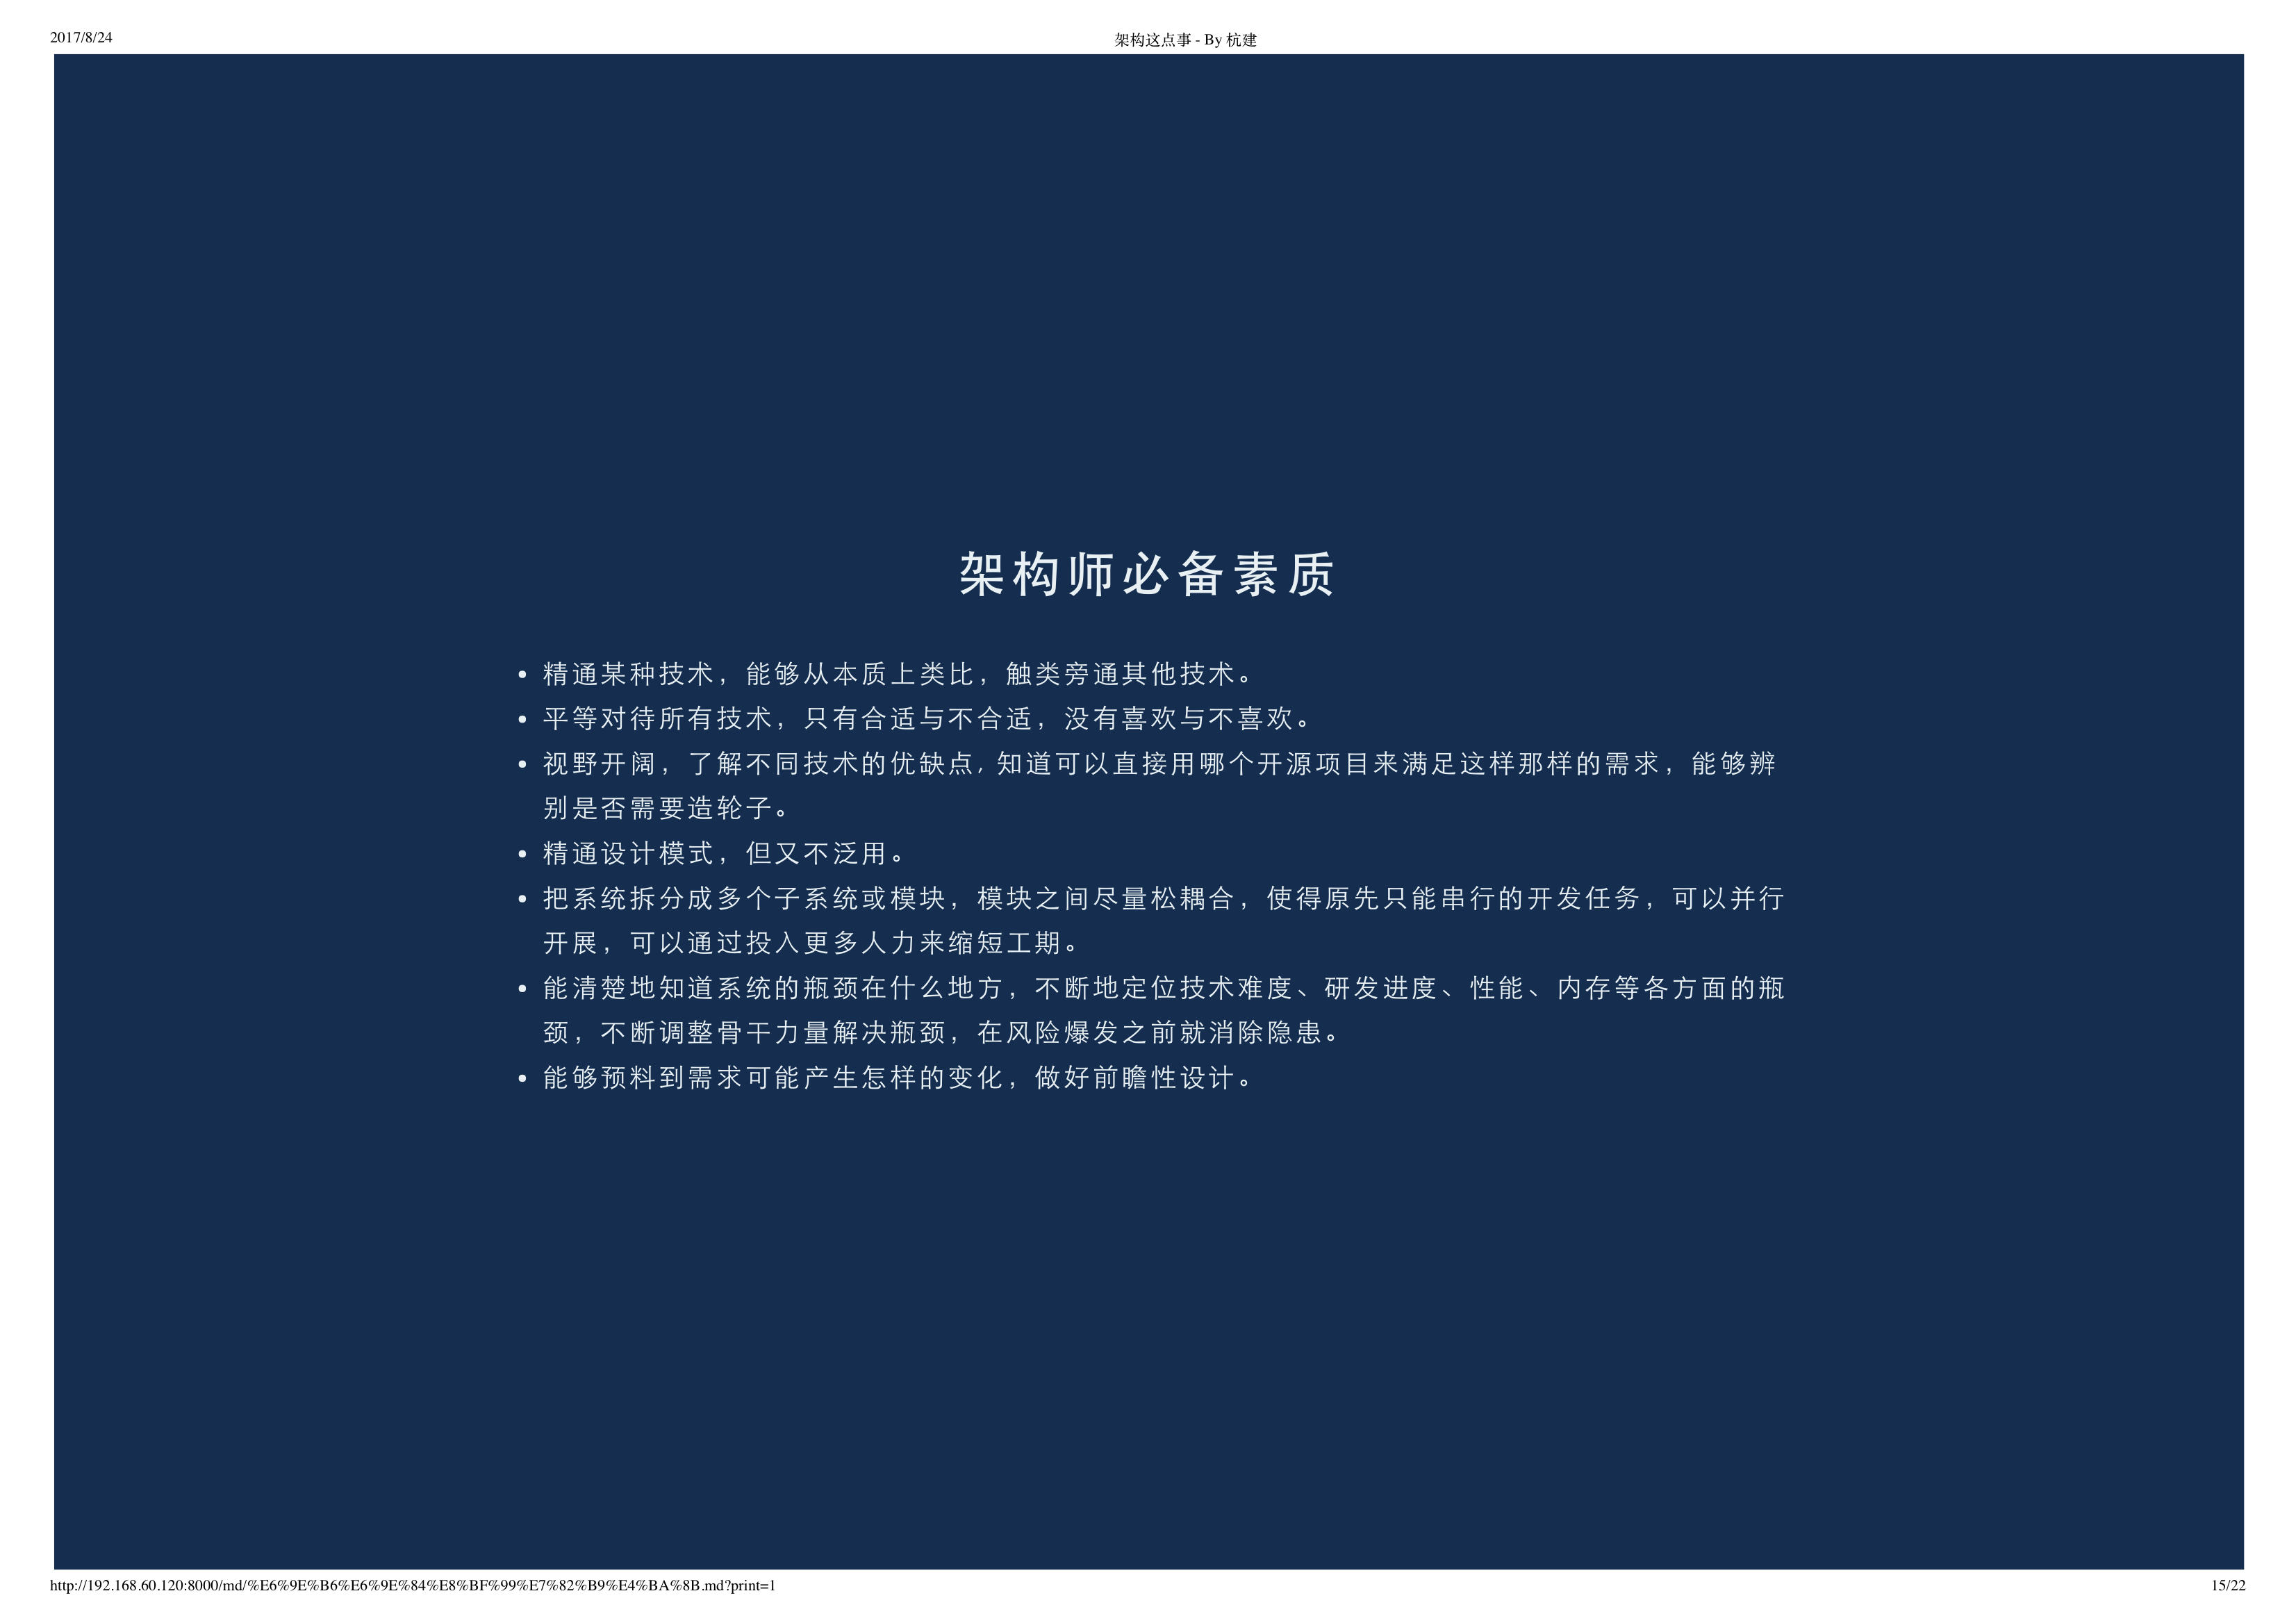 2017/8/24
架构这点事 - By 杭建
架构师必备素质
• 精通某种技术，能够从本质上类比，触类旁通其他技术。
• 平等对待所有技术，只有合适与不合适，没有喜欢与不喜欢。
• 视野开阔，了解不同技术的优缺点, 知道可以直接用哪个开源项目来满足这样那样的需求，能够辨
别是否需要造轮子。
• 精通设计模式，但又不泛用。
• 把系统拆分成多个子系统或模块，模块之间尽量松耦合，使得原先只能串行的开发任务，可以并行
开展，可以通过投入更多人力来缩短工期。
• 能清楚地知道系统的瓶颈在什么地方，不断地定位技术难度、研发进度、性能、内存等各方面的瓶
颈，不断调整骨干力量解决瓶颈，在风险爆发之前就消除隐患。
• 能够预料到需求可能产生怎样的变化，做好前瞻性设计。
http://192.168.60.120:8000/md/%E6%9E%B6%E6%9E%84%E8%BF%99%E7%82%B9%E4%BA%8B.md?print=1
15/22